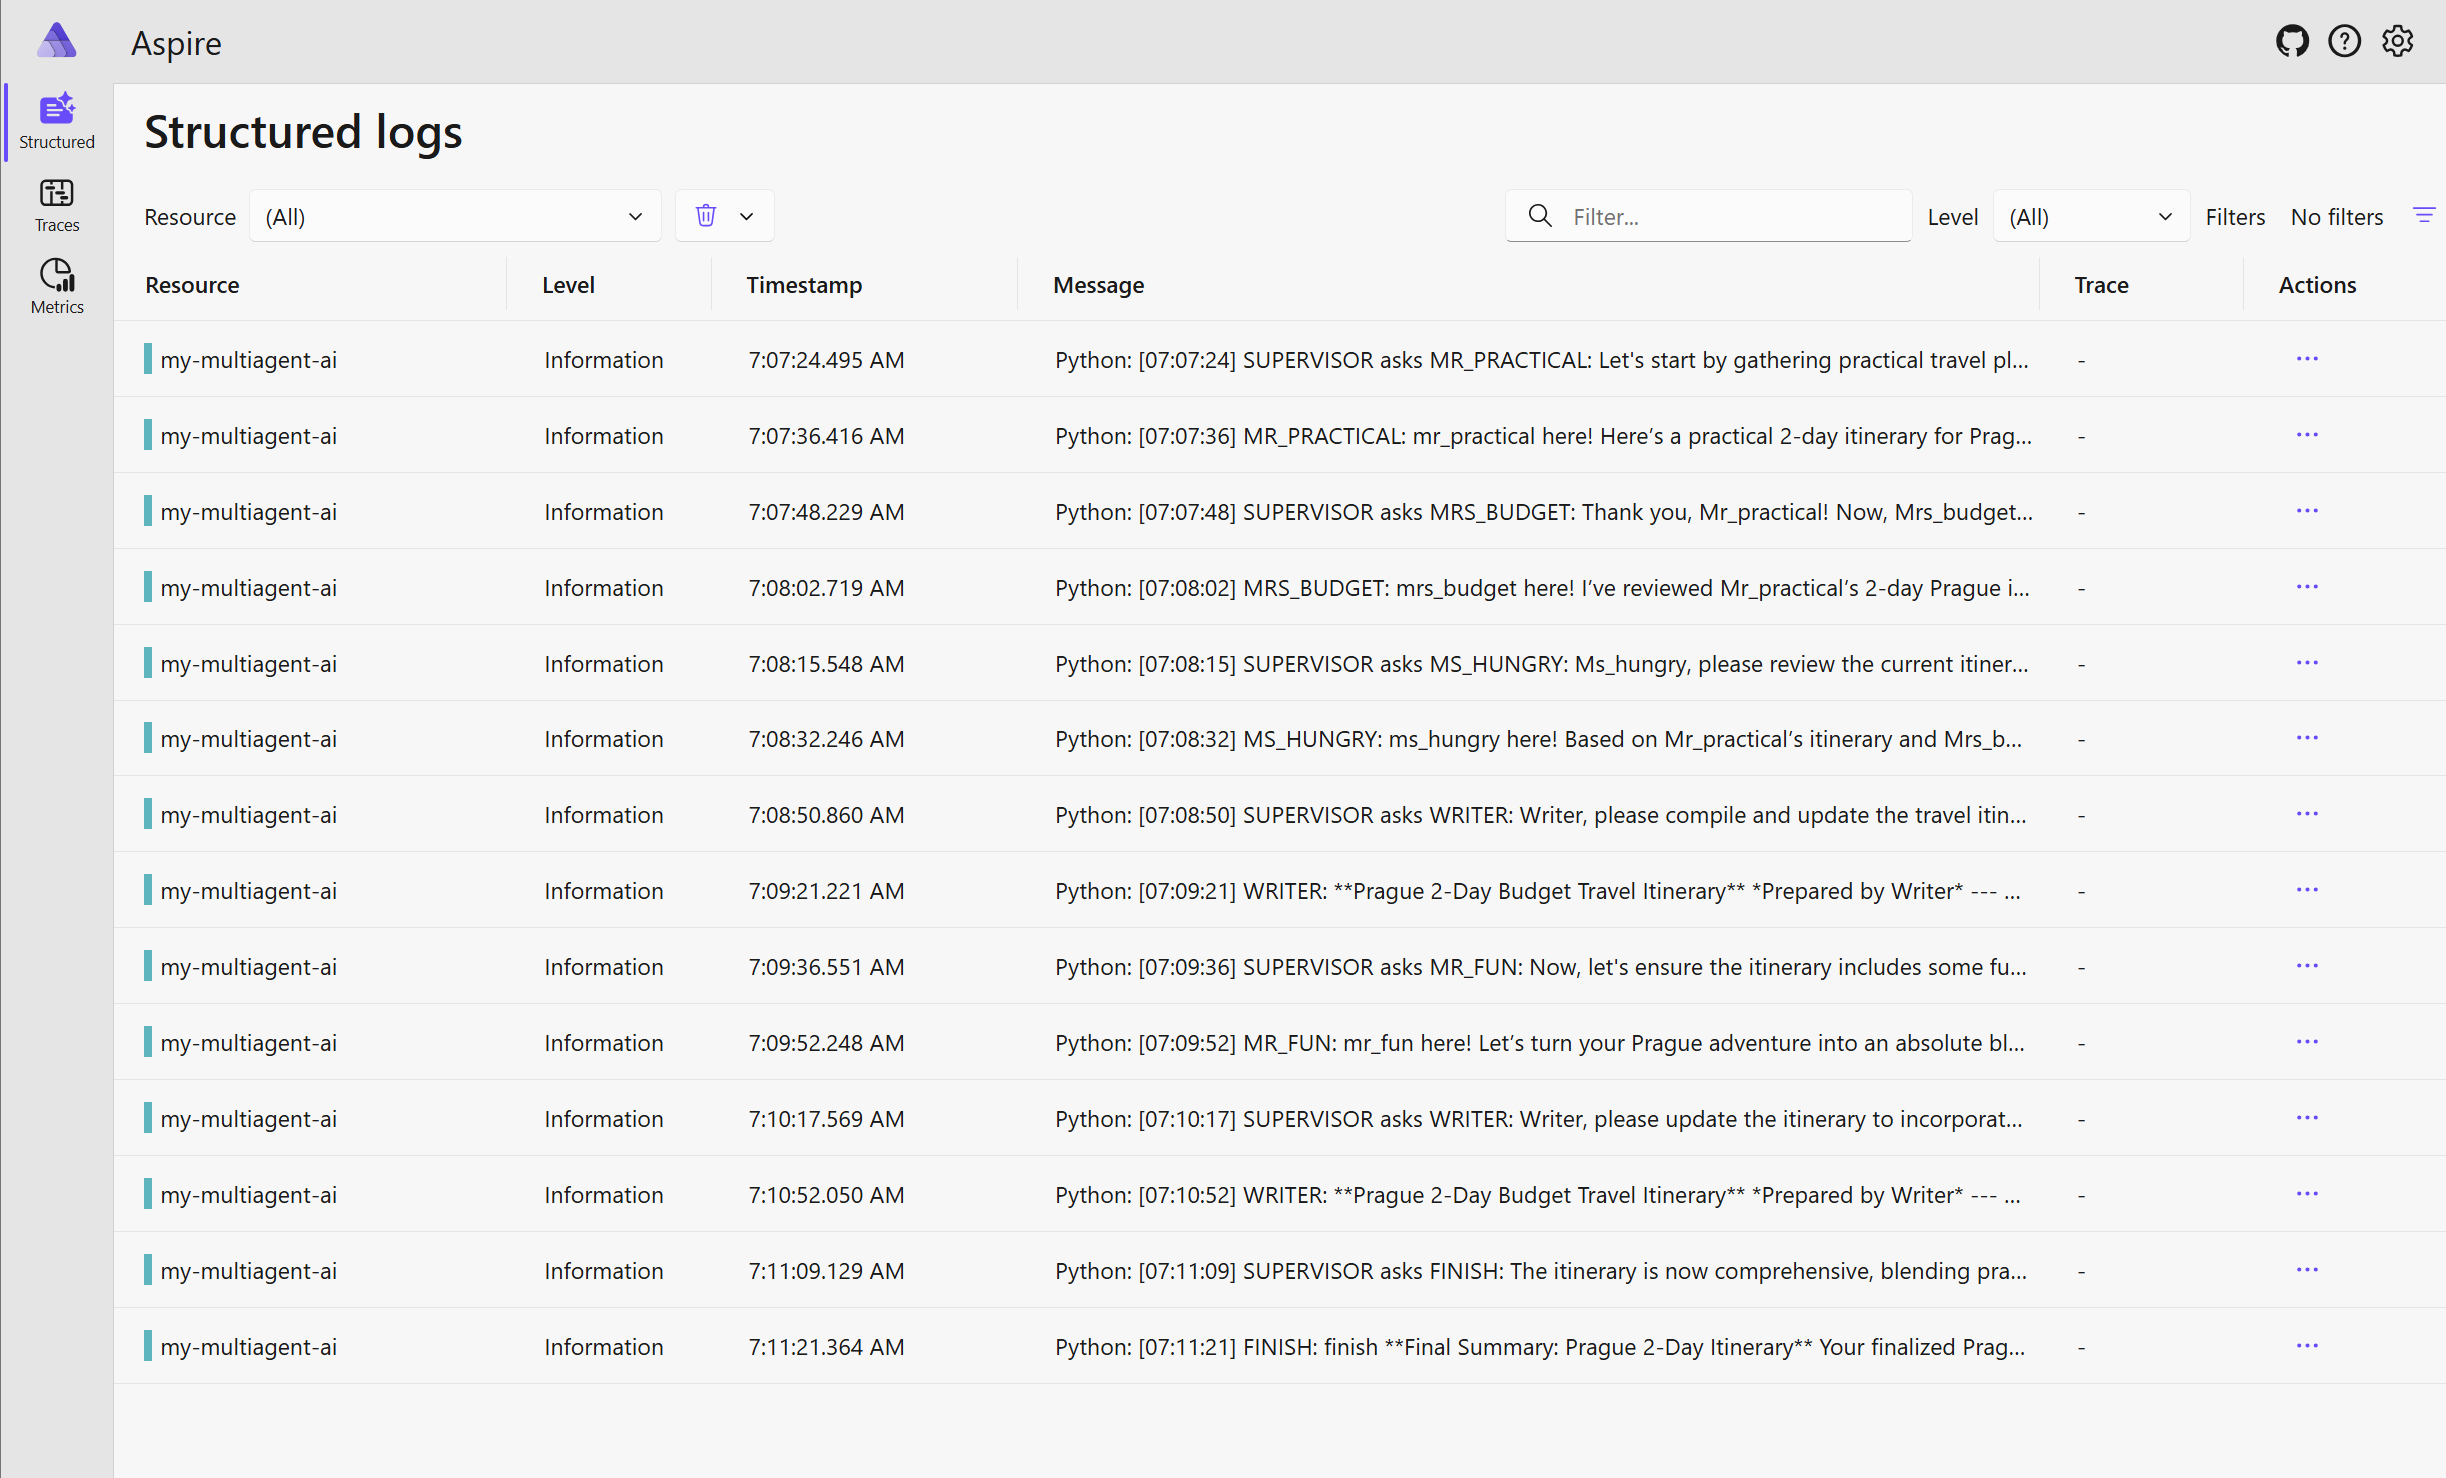 Aspire
Structured
Traces
Metrics
Structured logs
Resource (All) Filter... Level (All) Filters No filters
Resource Level Timestamp Message Trace Actions
my-multiagent-ai Information 7:07:24.495 AM Python: [07:07:24] SUPERVISOR asks MR_PRACTICAL: Let's start by gathering practical travel pl... - ...
my-multiagent-ai Information 7:07:36.416 AM Python: [07:07:36] MR_PRACTICAL: mr_practical here! Here’s a practical 2-day itinerary for Prag... - ...
my-multiagent-ai Information 7:07:48.229 AM Python: [07:07:48] SUPERVISOR asks MRS_BUDGET: Thank you, Mr_practical! Now, Mrs_budget... - ...
my-multiagent-ai Information 7:08:02.719 AM Python: [07:08:02] MRS_BUDGET: mrs_budget here! I’ve reviewed Mr_practical’s 2-day Prague i... - ...
my-multiagent-ai Information 7:08:15.548 AM Python: [07:08:15] SUPERVISOR asks MS_HUNGRY: Ms_hungry, please review the current itiner... - ...
my-multiagent-ai Information 7:08:32.246 AM Python: [07:08:32] MS_HUNGRY: ms_hungry here! Based on Mr_practical’s itinerary and Mrs_b... - ...
my-multiagent-ai Information 7:08:50.860 AM Python: [07:08:50] SUPERVISOR asks WRITER: Writer, please compile and update the travel itin... - ...
my-multiagent-ai Information 7:09:21.221 AM Python: [07:09:21] WRITER: **Prague 2-Day Budget Travel Itinerary** *Prepared by Writer* --- ... - ...
my-multiagent-ai Information 7:09:36.551 AM Python: [07:09:36] SUPERVISOR asks MR_FUN: Now, let's ensure the itinerary includes some fu... - ...
my-multiagent-ai Information 7:09:52.248 AM Python: [07:09:52] MR_FUN: mr_fun here! Let’s turn your Prague adventure into an absolute bl... - ...
my-multiagent-ai Information 7:10:17.569 AM Python: [07:10:17] SUPERVISOR asks WRITER: Writer, please update the itinerary to incorporat... - ...
my-multiagent-ai Information 7:10:52.050 AM Python: [07:10:52] WRITER: **Prague 2-Day Budget Travel Itinerary** *Prepared by Writer* --- ... - ...
my-multiagent-ai Information 7:11:09.129 AM Python: [07:11:09] SUPERVISOR asks FINISH: The itinerary is now comprehensive, blending pra... - ...
my-multiagent-ai Information 7:11:21.364 AM Python: [07:11:21] FINISH: finish **Final Summary: Prague 2-Day Itinerary** Your finalized Prag... - ...